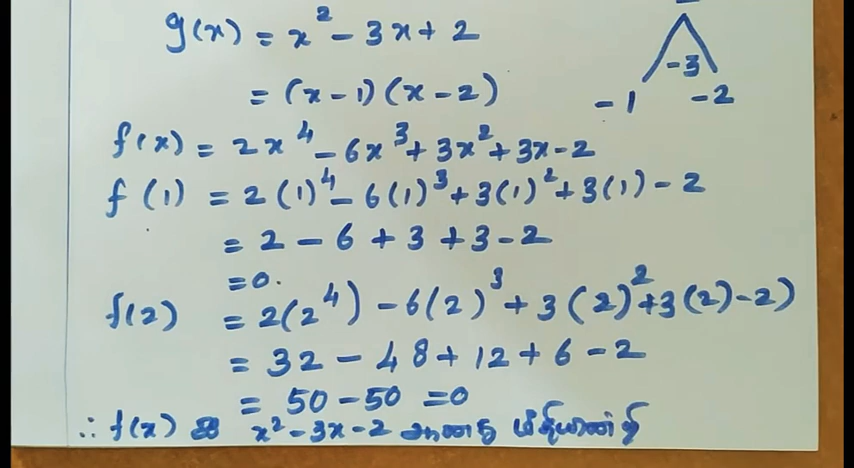 g(x) = x² - 3x + 2
-3
= (x-1)(x-2)
-1 -2
f(x) = 2x⁴ - 6x³ + 3x² + 3x - 2
f(1) = 2(1)⁴ - 6(1)³ + 3(1)² + 3(1) - 2
= 2 - 6 + 3 + 3 - 2
= 0.
f(2) = 2(2⁴) - 6(2)³ + 3(2)² + 3(2) - 2)
= 32 - 48 + 12 + 6 - 2
= 50 - 50 = 0
∴ f(x) ஐ x² - 3x - 2